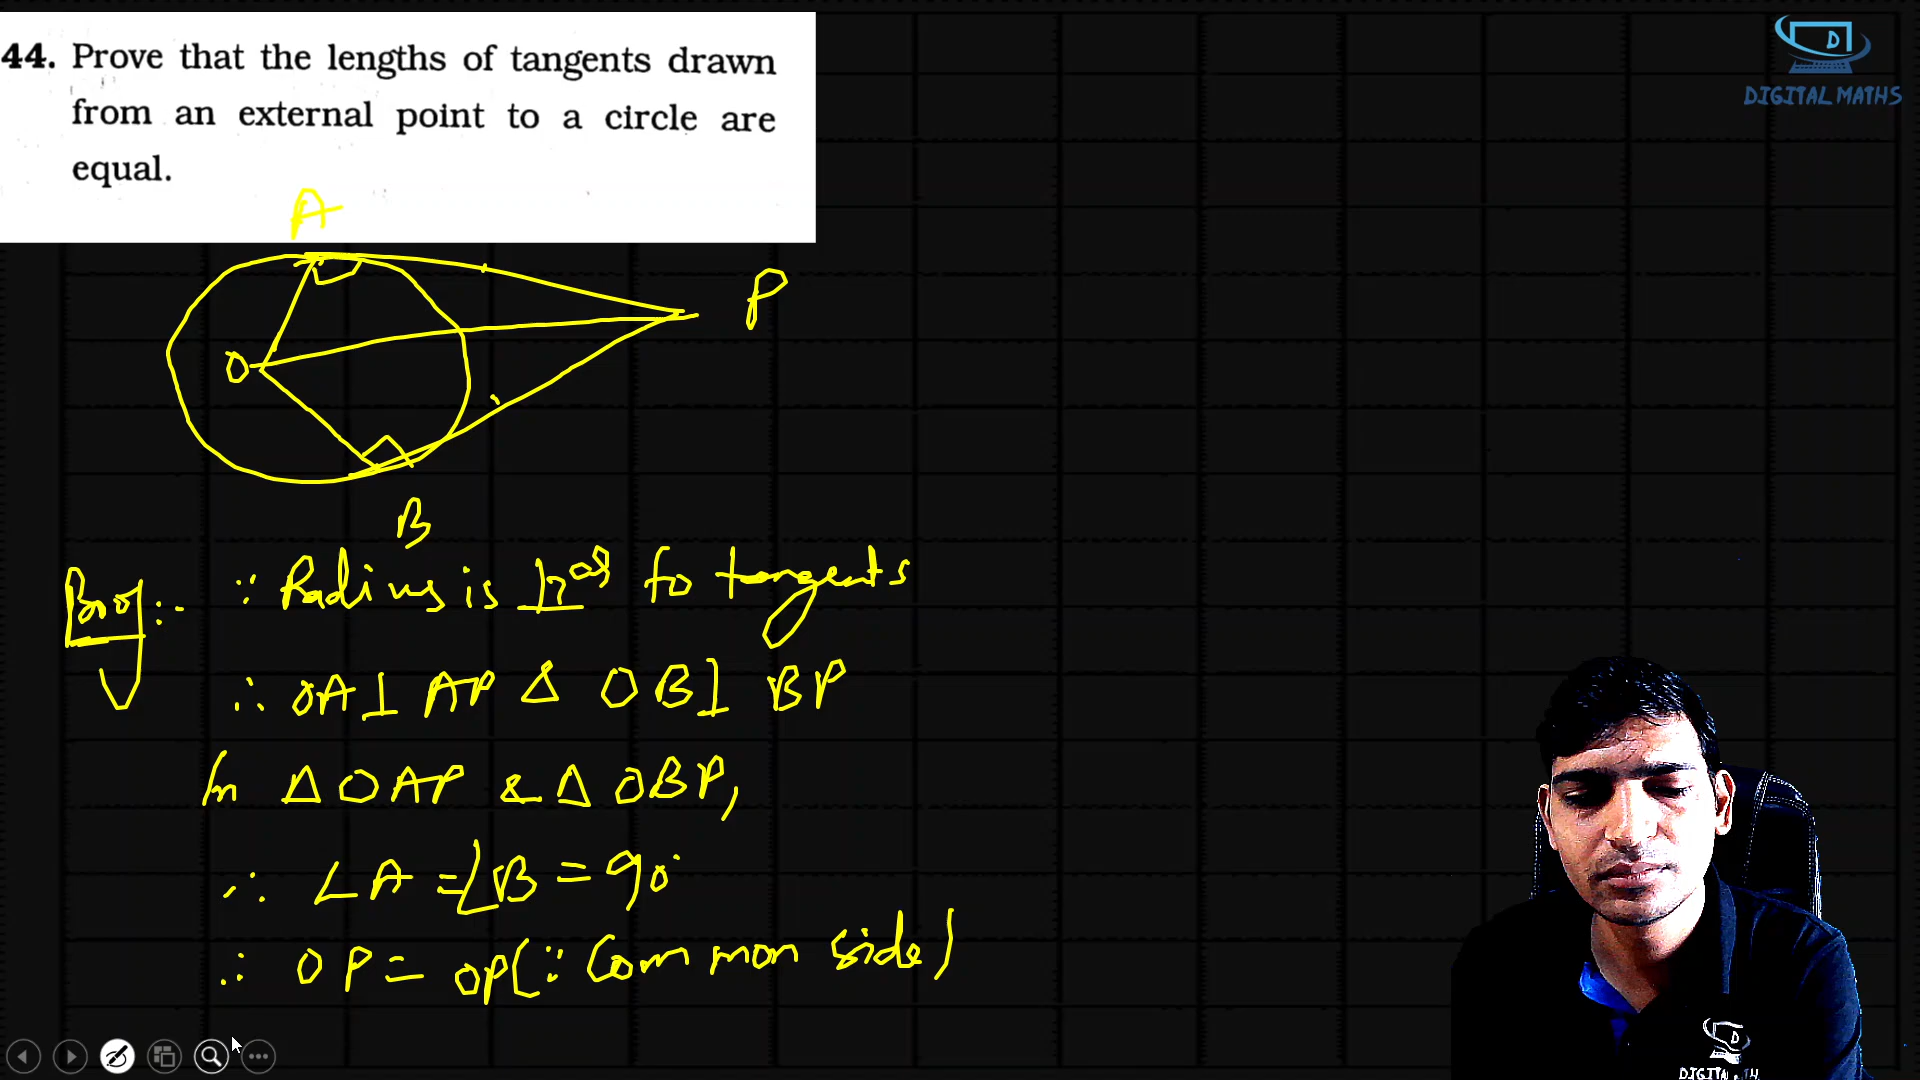 44. Prove that the lengths of tangents drawn
from an external point to a circle are
equal.
DIGITAL MATHS
A
P
O
B
Proof:- ∵ Radius is ⊥ar to tangents
∴ OA ⊥ AP & OB ⊥ BP
In Δ OAP & Δ OBP,
∴ ∠A = ∠B = 90°
∴ OP = OP (∵ Common side)
D